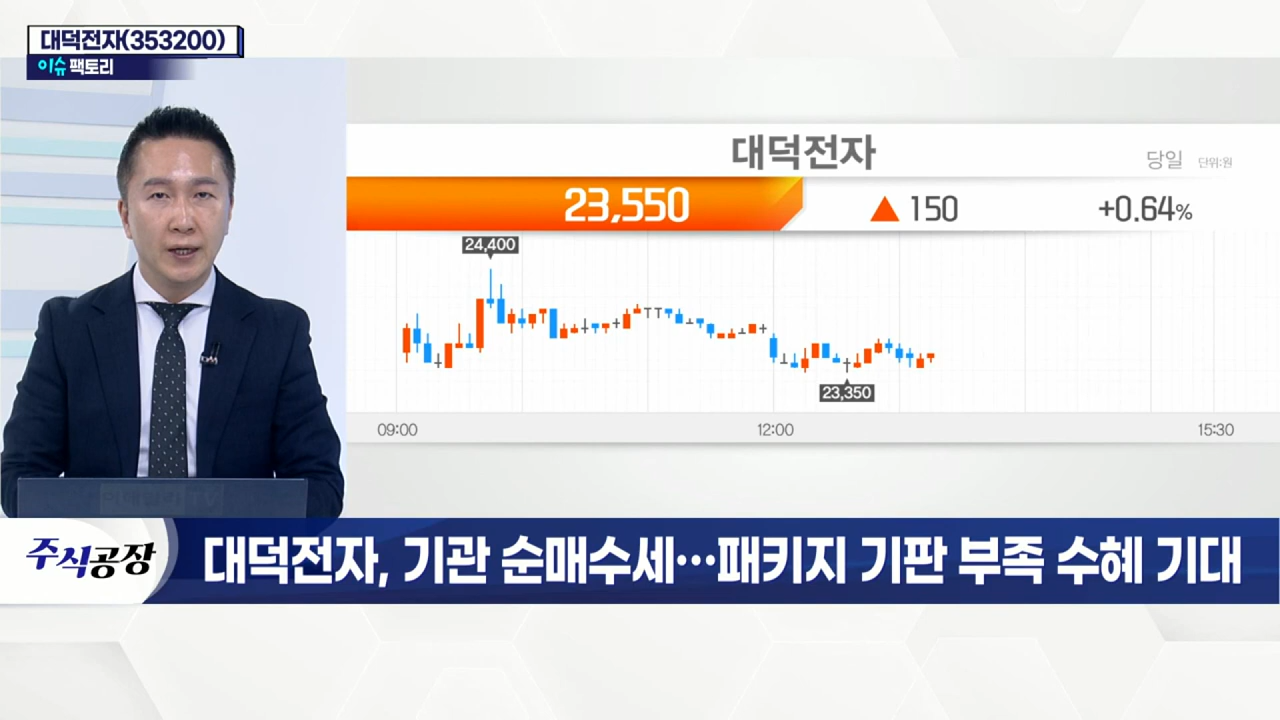 대덕전자(353200)
이슈 팩토리
대덕전자
당일 단위:원
23,550 ▲ 150 +0.64%
24,400
23,350
09:00 12:00 15:30
주식공장
대덕전자, 기관 순매수세…패키지 기판 부족 수혜 기대